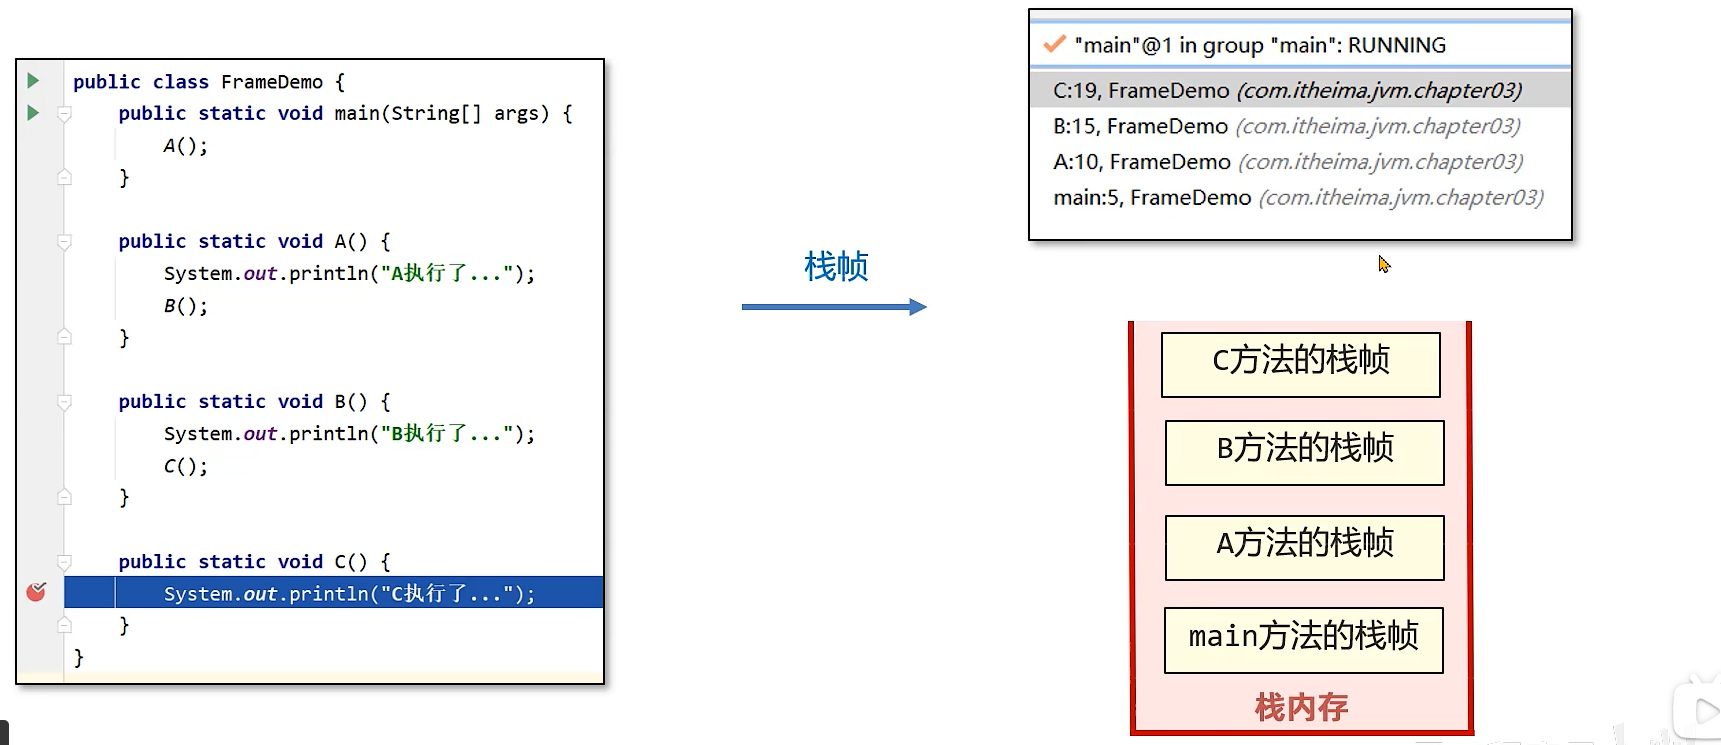 public class FrameDemo {
public static void main(String[] args) {
A();
}
public static void A() {
System.out.println("A执行了...");
B();
}
public static void B() {
System.out.println("B执行了...");
C();
}
public static void C() {
System.out.println("C执行了...");
}
}
栈帧
"main"@1 in group "main": RUNNING
C:19, FrameDemo (com.itheima.jvm.chapter03)
B:15, FrameDemo (com.itheima.jvm.chapter03)
A:10, FrameDemo (com.itheima.jvm.chapter03)
main:5, FrameDemo (com.itheima.jvm.chapter03)
C方法的栈帧
B方法的栈帧
A方法的栈帧
main方法的栈帧
栈内存